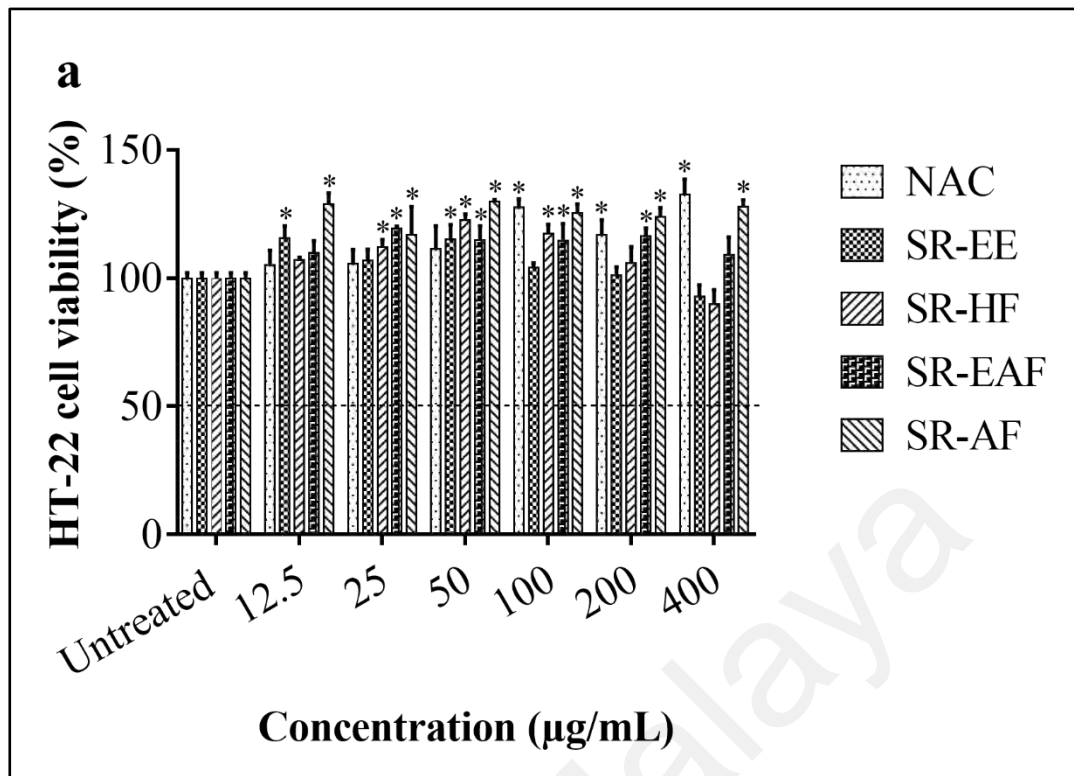 a
HT-22 cell viability (%)
150
100
50
0
* * * * * * * * * * * * * * * * * * *
Untreated
12.5
25
50
100
200
400
Concentration (µg/mL)
NAC
SR-EE
SR-HF
SR-EAF
SR-AF
alaya